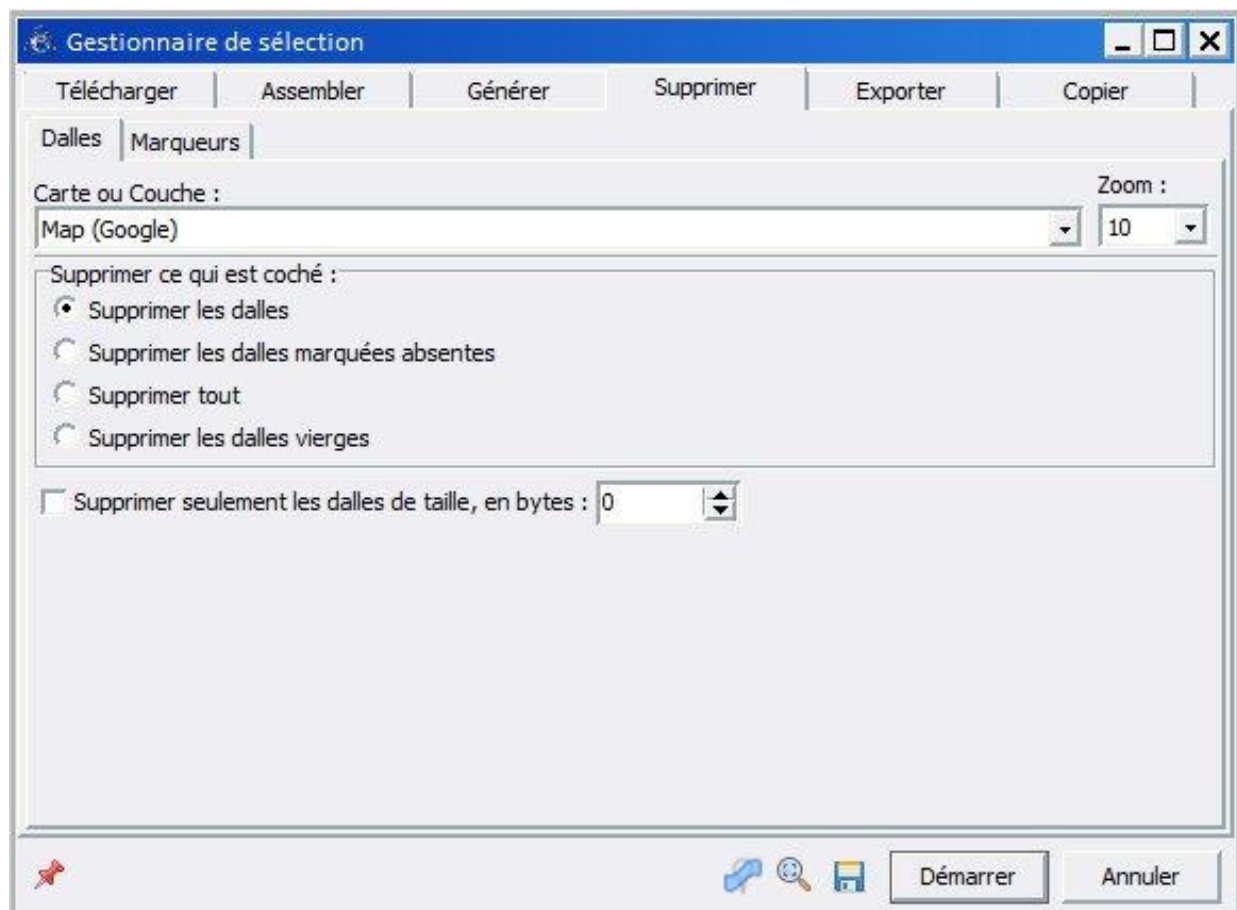 Gestionnaire de sélection
Télécharger Assembler Générer Supprimer Exporter Copier
Dalles Marqueurs
Carte ou Couche : Zoom :
Map (Google) 10
Supprimer ce qui est coché :
Supprimer les dalles
Supprimer les dalles marquées absentes
Supprimer tout
Supprimer les dalles vierges
Supprimer seulement les dalles de taille, en bytes : 0
Démarrer Annuler